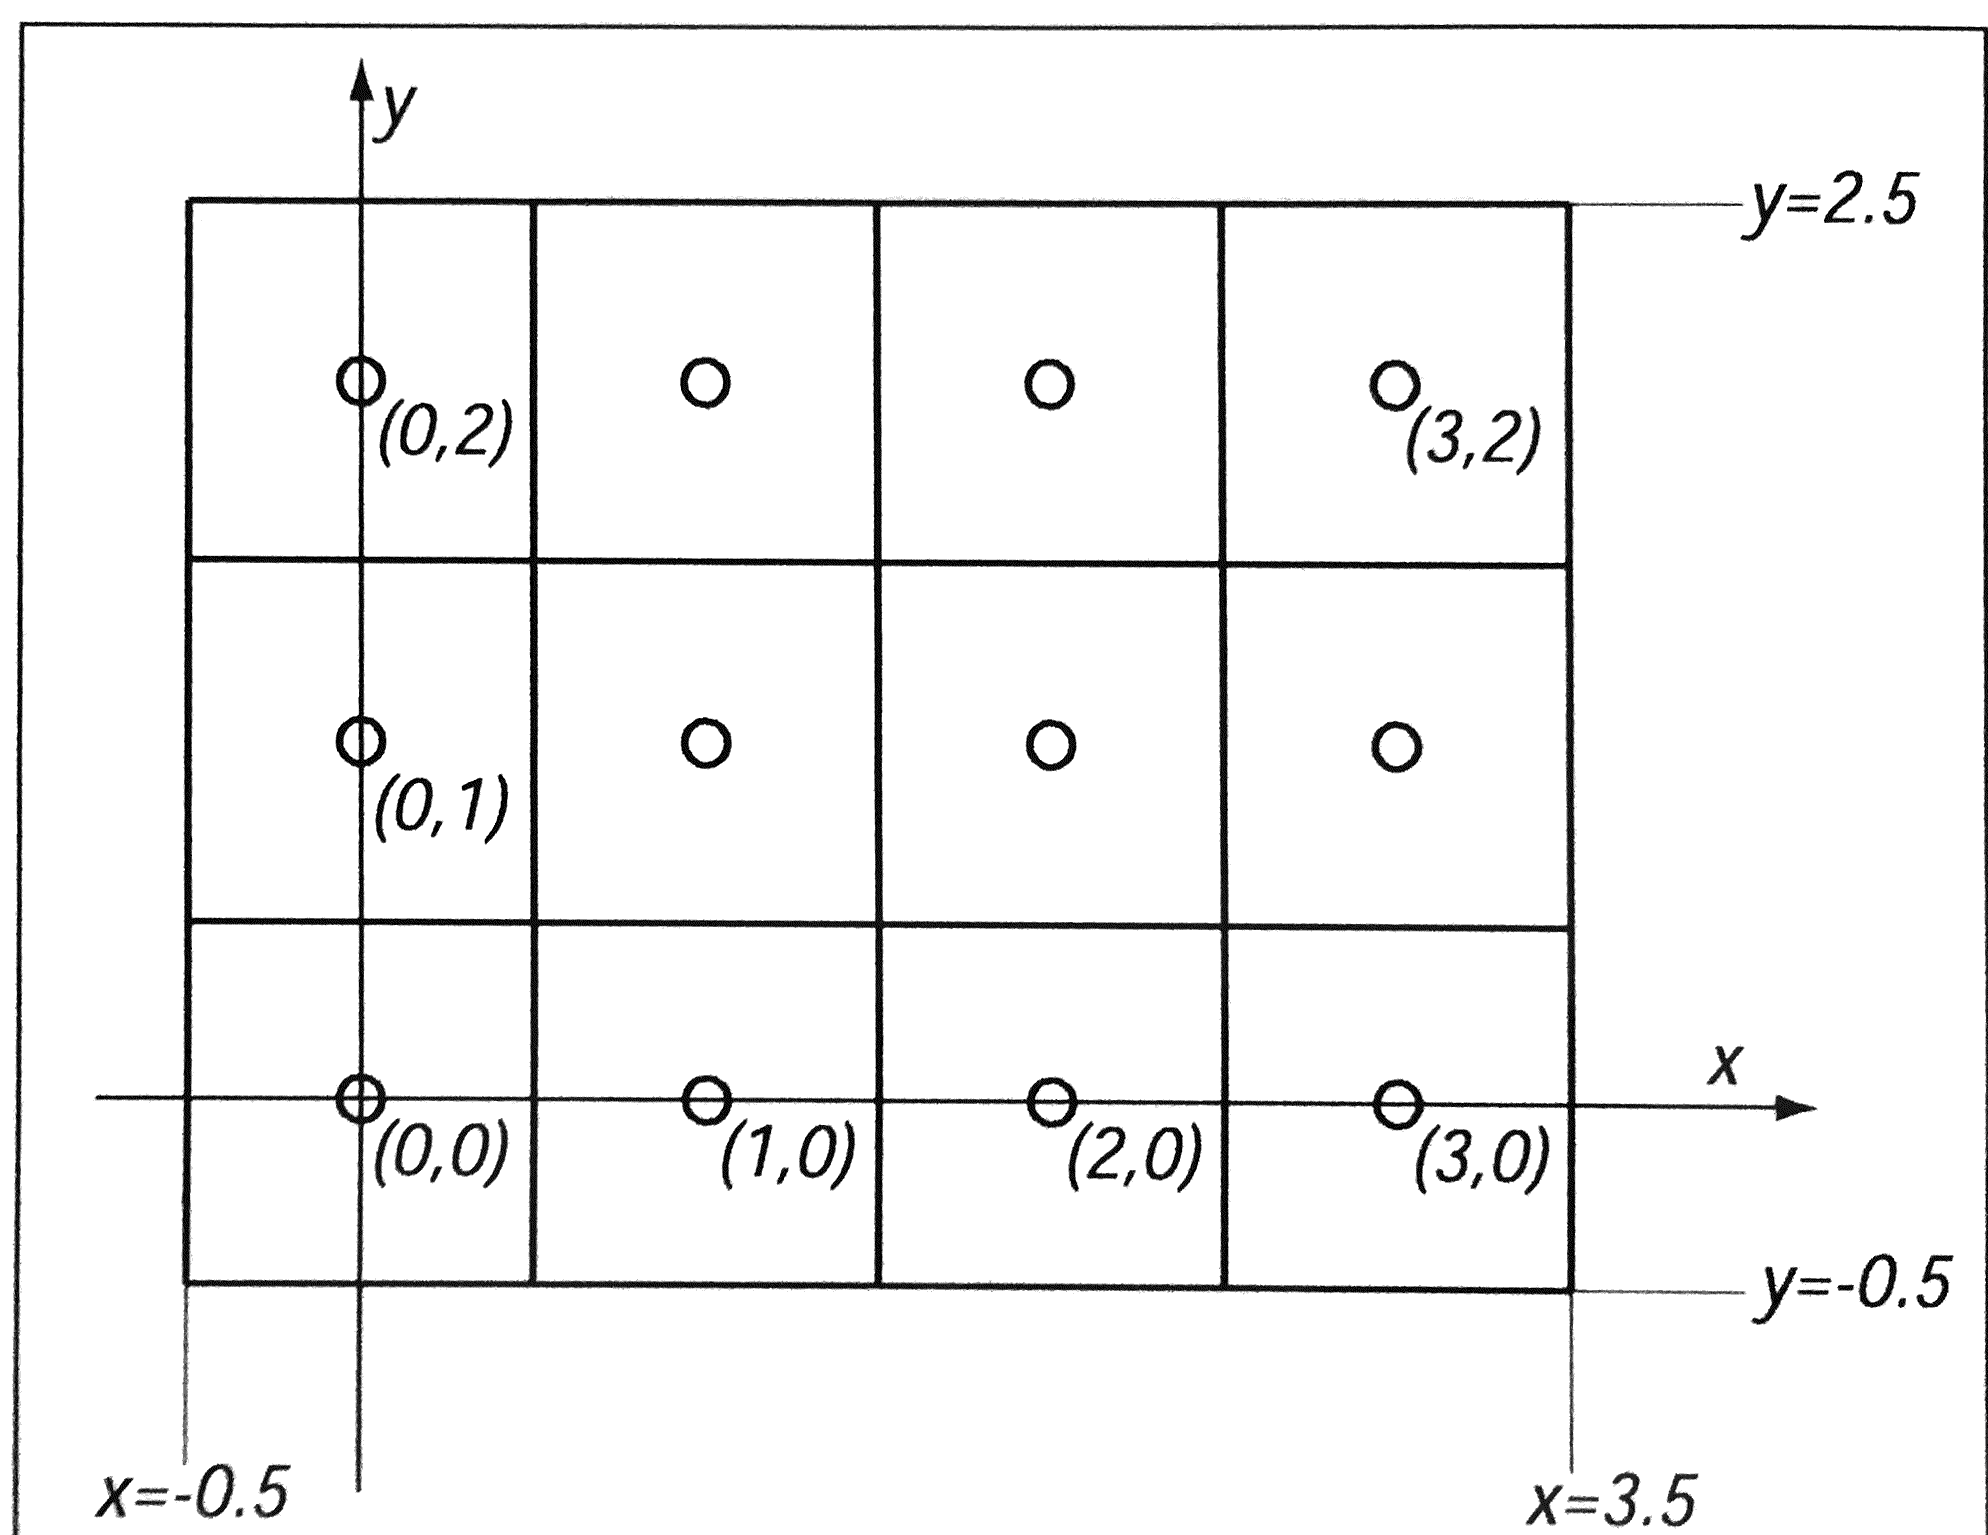 y
y=2.5
(0,2)
(3,2)
(0,1)
x
(0,0) (1,0) (2,0) (3,0)
y=-0.5
x=-0.5
x=3.5